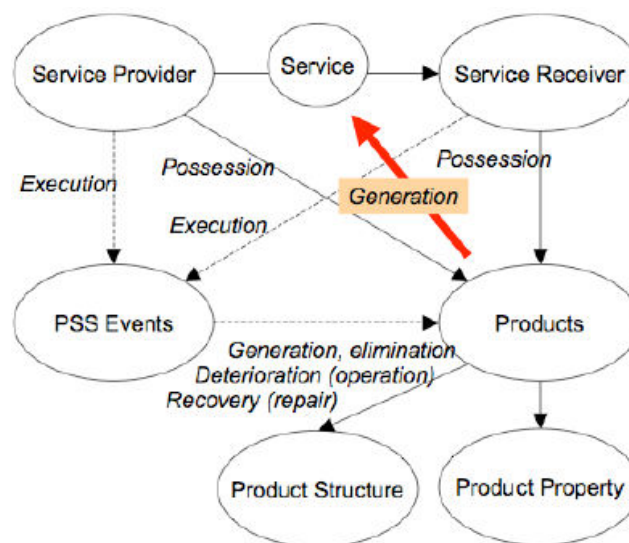 Service Provider
Service
Service Receiver
Execution
Possession
Possession
Generation
Execution
PSS Events
Products
Generation, elimination
Deterioration (operation)
Recovery (repair)
Product Structure
Product Property